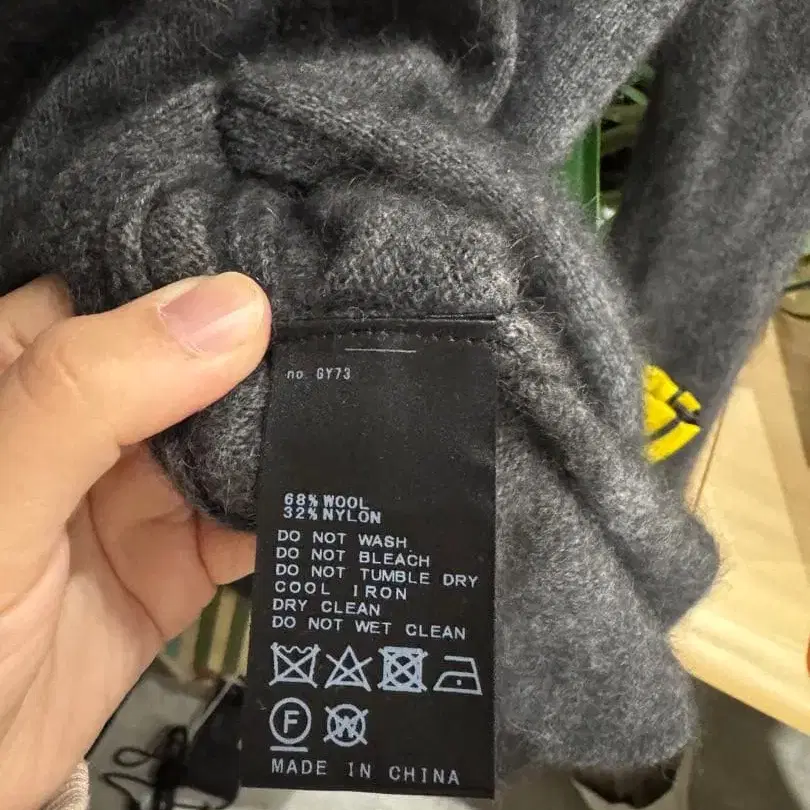 no. GY73
68% WOOL
32% NYLON
DO NOT WASH
DO NOT BLEACH
DO NOT TUMBLE DRY
COOL IRON
DRY CLEAN
DO NOT WET CLEAN
F W
MADE IN CHINA